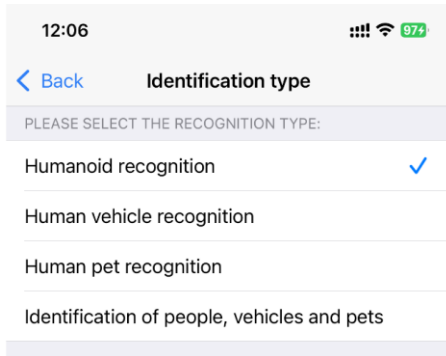 12:06
97
Back
Identification type
PLEASE SELECT THE RECOGNITION TYPE:
Humanoid recognition
Human vehicle recognition
Human pet recognition
Identification of people, vehicles and pets